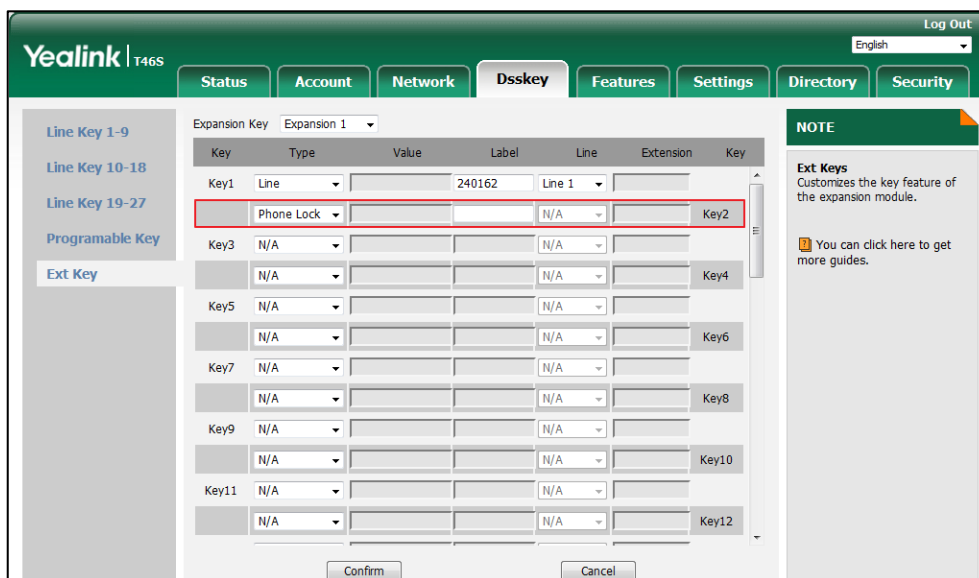 Log Out
Yealink T46S
English
Status Account Network Dsskey Features Settings Directory Security
Line Key 1-9
Line Key 10-18
Line Key 19-27
Programable Key
Ext Key
Expansion Key Expansion 1
Key Type Value Label Line Extension Key
Key1 Line 240162 Line 1
Phone Lock N/A Key2
Key3 N/A N/A
N/A N/A Key4
Key5 N/A N/A
N/A N/A Key6
Key7 N/A N/A
N/A N/A Key8
Key9 N/A N/A
N/A N/A Key10
Key11 N/A N/A
N/A N/A Key12
Confirm Cancel
NOTE
Ext Keys
Customizes the key feature of
the expansion module.
You can click here to get
more guides.